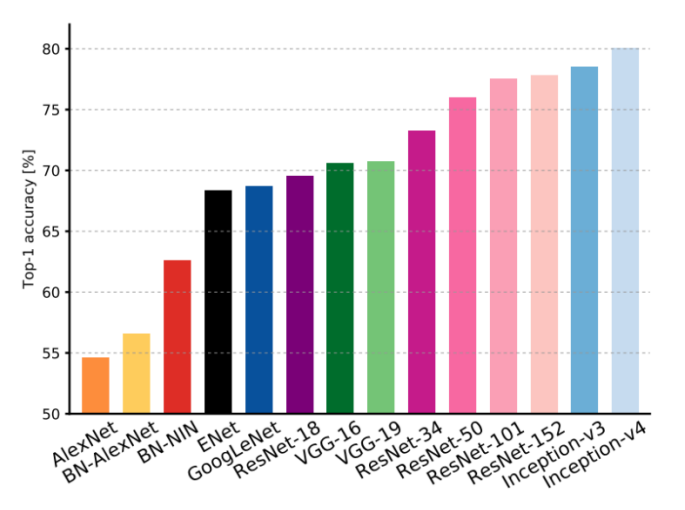 Top-1 accuracy [%]
80
75
70
65
60
55
50
AlexNet
BN-AlexNet
BN-NIN
ENet
GoogLeNet
ResNet-18
VGG-16
VGG-19
ResNet-34
ResNet-50
ResNet-101
ResNet-152
Inception-v3
Inception-v4